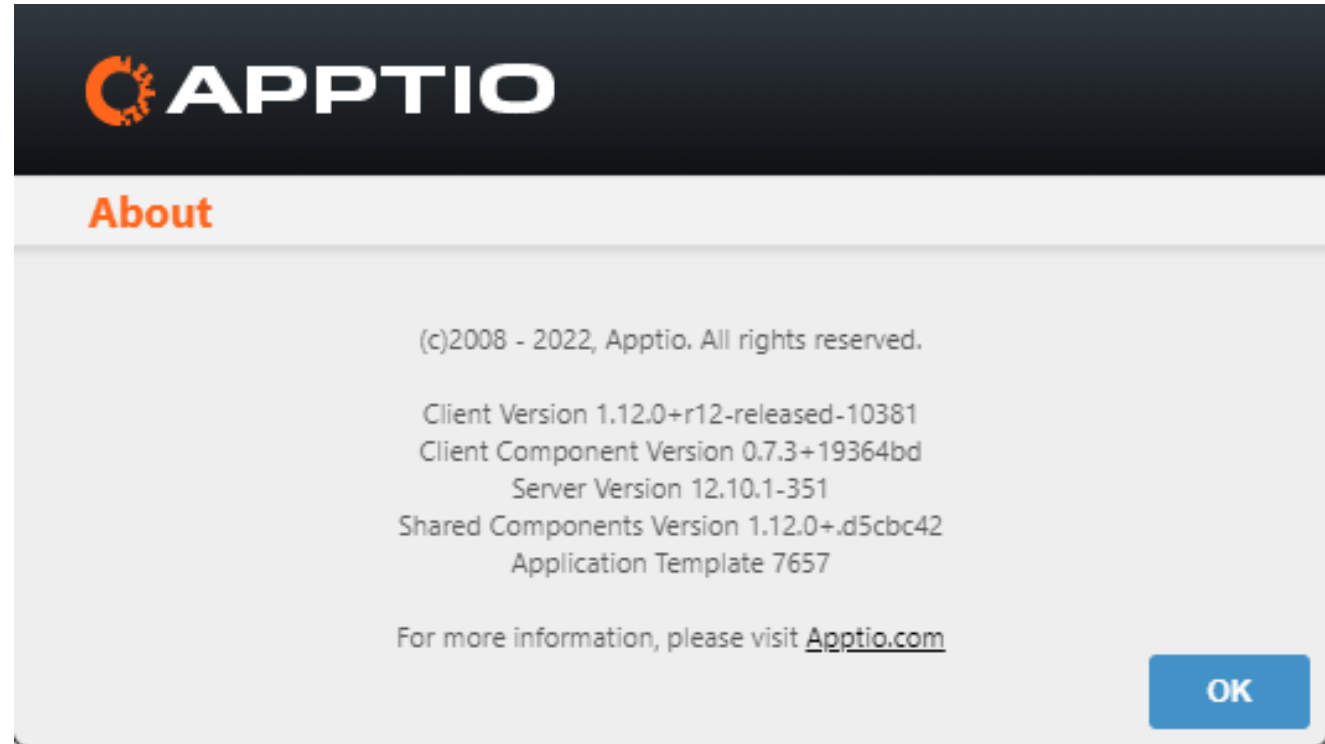 APPTIO
About
(c)2008 - 2022, Apptio. All rights reserved.
Client Version 1.12.0+r12-released-10381
Client Component Version 0.7.3+19364bd
Server Version 12.10.1-351
Shared Components Version 1.12.0+.d5cbc42
Application Template 7657
For more information, please visit Apptio.com
OK